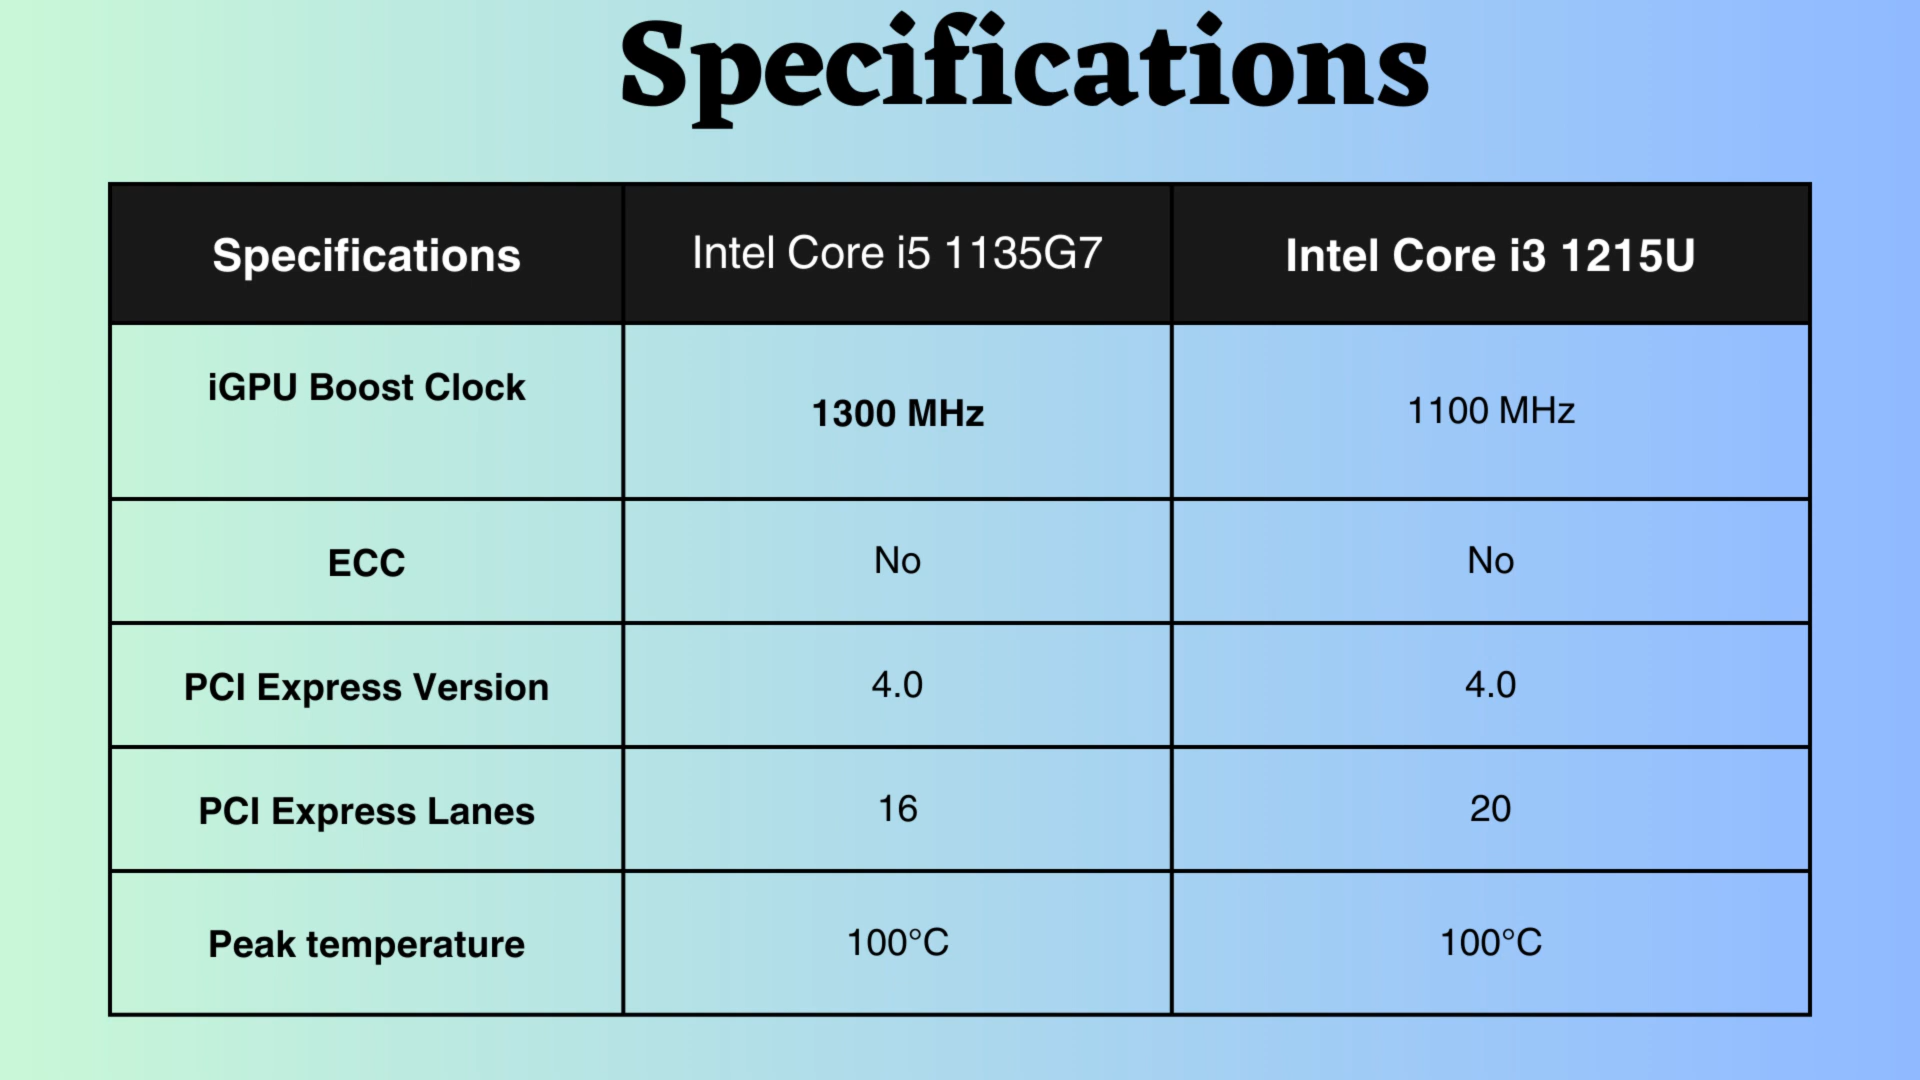 Specifications
Specifications Intel Core i5 1135G7 Intel Core i3 1215U
iGPU Boost Clock 1300 MHz 1100 MHz
ECC No No
PCI Express Version 4.0 4.0
PCI Express Lanes 16 20
Peak temperature 100°C 100°C